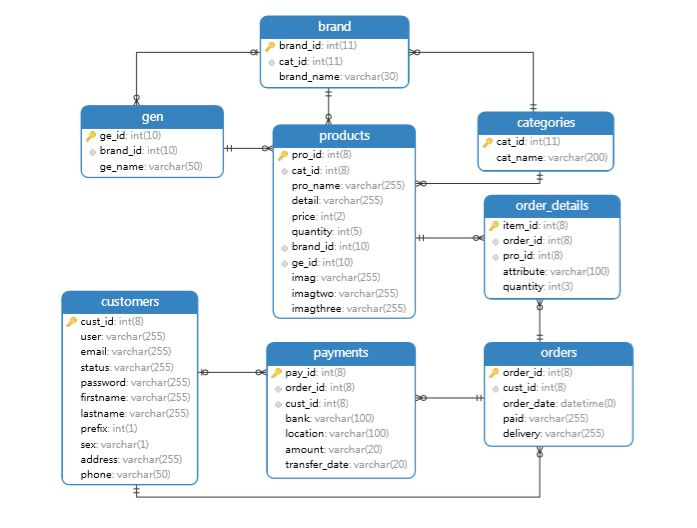 brand
brand_id: int(11)
cat_id: int(11)
brand_name: varchar(30)
gen
ge_id: int(10)
brand_id: int(10)
ge_name: varchar(50)
products
pro_id: int(8)
cat_id: int(8)
pro_name: varchar(255)
detail: varchar(255)
price: int(2)
quantity: int(5)
brand_id: int(10)
ge_id: int(10)
imag: varchar(255)
imagtwo: varchar(255)
imagthree: varchar(255)
categories
cat_id: int(11)
cat_name: varchar(200)
order_details
item_id: int(8)
order_id: int(8)
pro_id: int(8)
attribute: varchar(100)
quantity: int(3)
customers
cust_id: int(8)
user: varchar(255)
email: varchar(255)
status: varchar(255)
password: varchar(255)
firstname: varchar(255)
lastname: varchar(255)
prefix: int(1)
sex: varchar(1)
address: varchar(255)
phone: varchar(50)
payments
pay_id: int(8)
order_id: int(8)
cust_id: int(8)
bank: varchar(100)
location: varchar(100)
amount: varchar(20)
transfer_date: varchar(20)
orders
order_id: int(8)
cust_id: int(8)
order_date: datetime(0)
paid: varchar(255)
delivery: varchar(255)